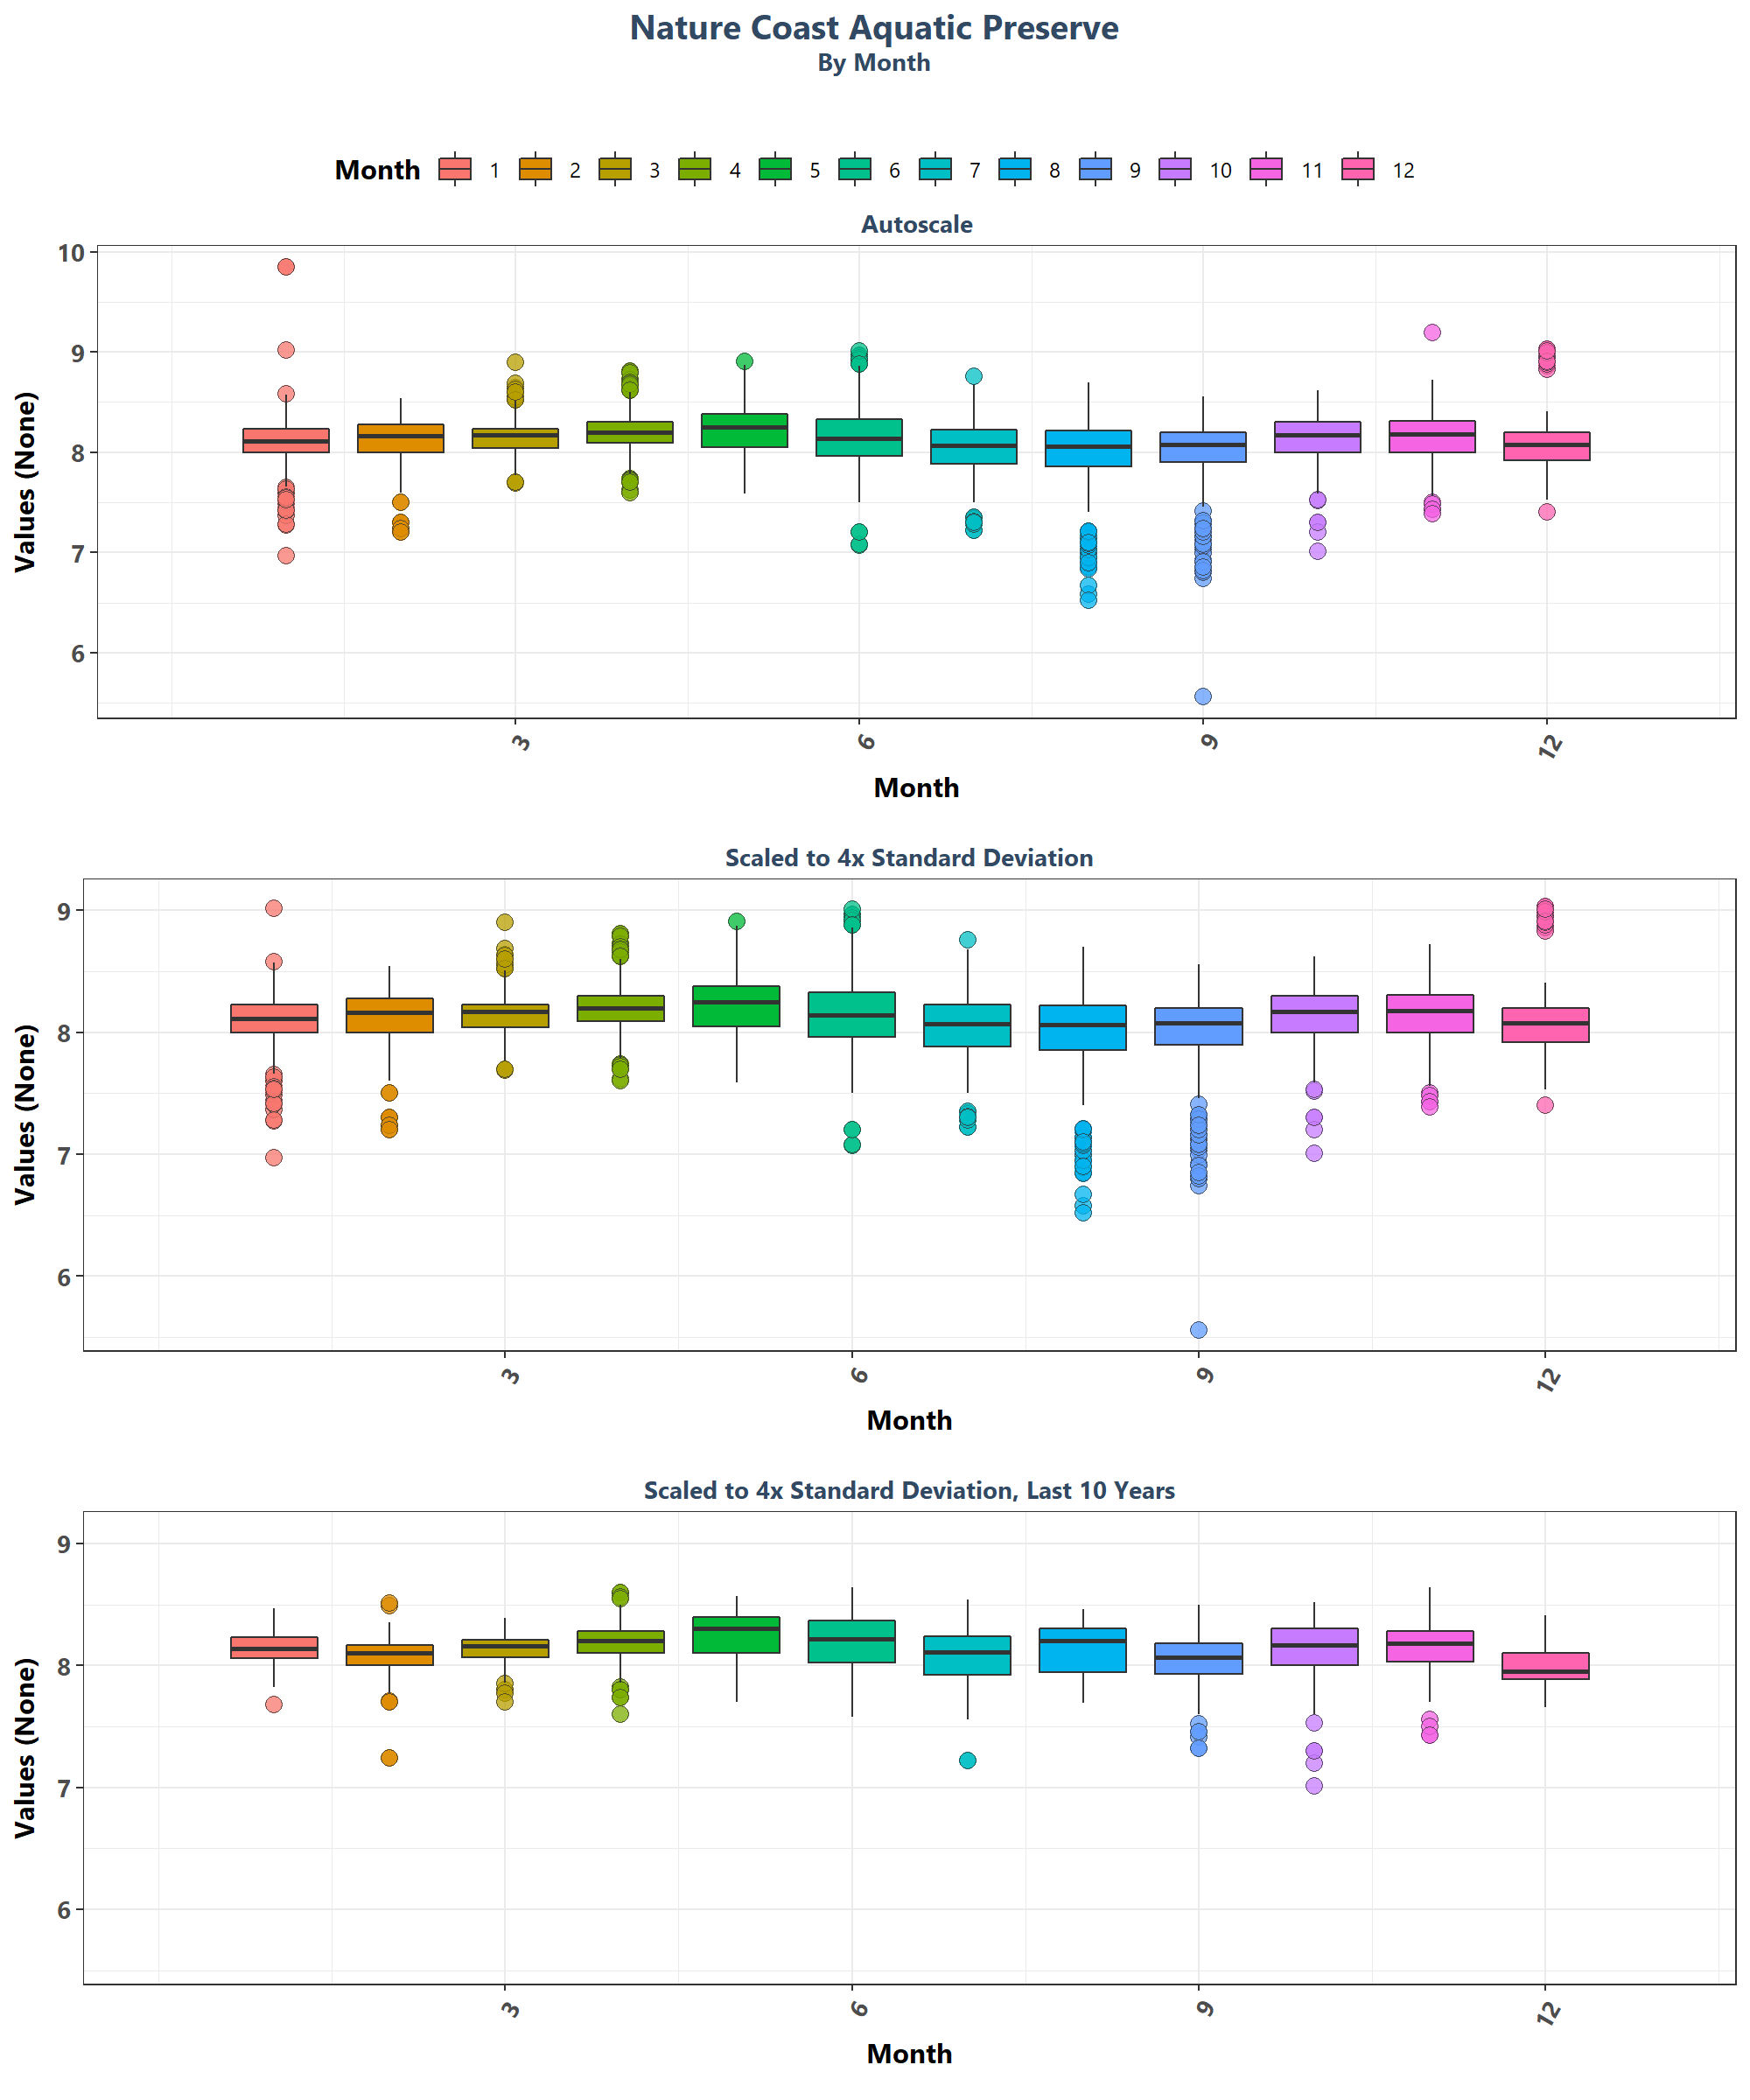 Nature Coast Aquatic Preserve
By Month
Month 1 2 3 4 5 6 7 8 9 10 11 12
Autoscale
10
9
8
7
6
Values (None)
3 6 9 12
Month
Scaled to 4x Standard Deviation
9
8
7
6
Values (None)
3 6 9 12
Month
Scaled to 4x Standard Deviation, Last 10 Years
9
8
7
6
Values (None)
3 6 9 12
Month